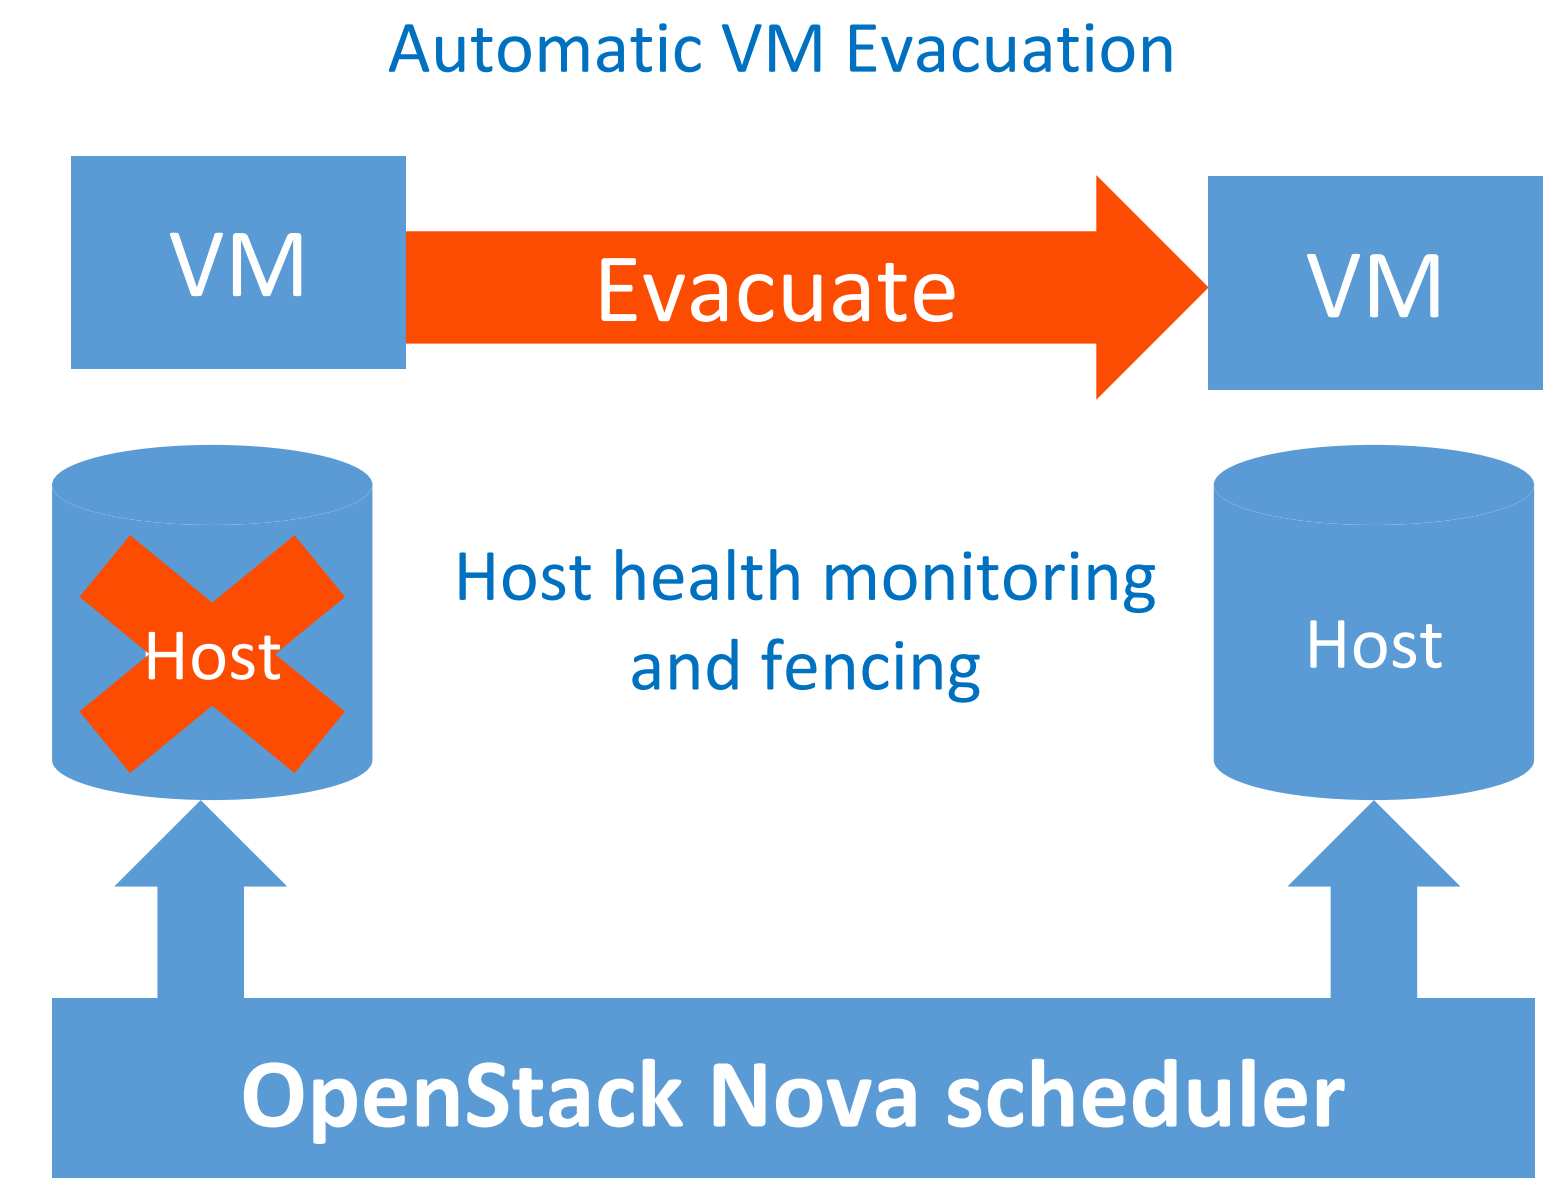 Automatic VM Evacuation
VM
Evacuate
VM
Host health monitoring
and fencing
Host
Host
OpenStack Nova scheduler